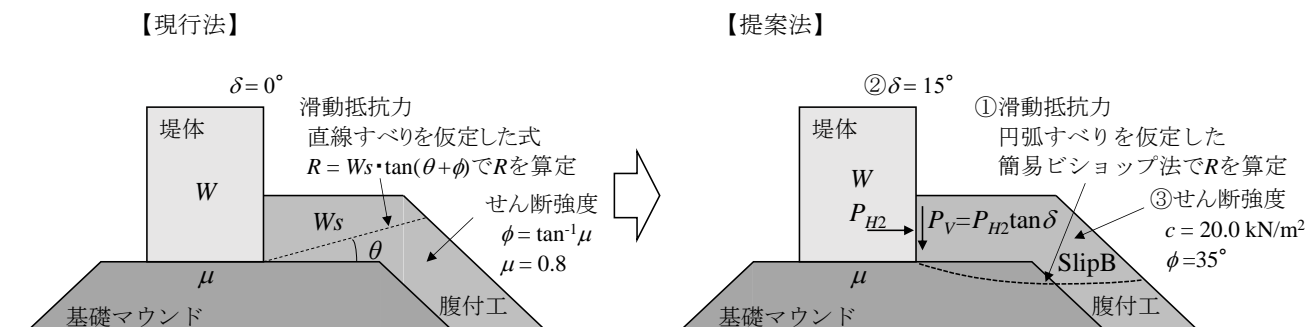 【現行法】
δ= 0°
堤体
W
滑動抵抗力
直線すべりを仮定した式
R = Ws･tan(θ+ϕ)でRを算定
Ws
θ
せん断強度
ϕ = tan⁻¹μ
μ = 0.8
μ
腹付工
基礎マウンド
【提案法】
②δ= 15°
堤体
W
P_H2
P_V=P_H2tanδ
①滑動抵抗力
円弧すべりを仮定した
簡易ビショップ法でRを算定
③せん断強度
c = 20.0 kN/m²
ϕ =35°
SlipB
μ
腹付工
基礎マウンド